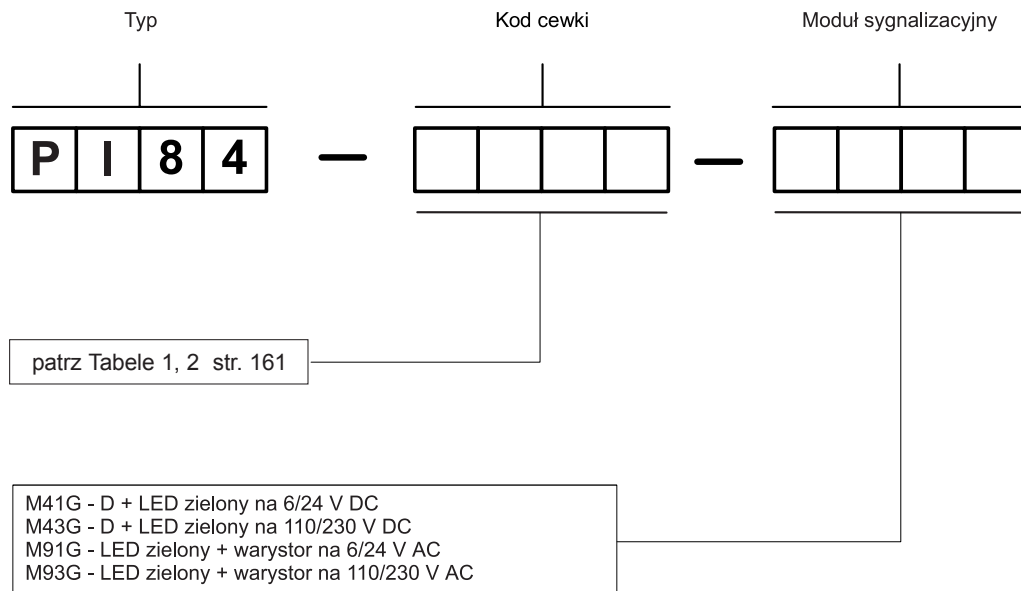 Typ
Kod cewki
Moduł sygnalizacyjny
P I 8 4 — —
patrz Tabele 1, 2 str. 161
M41G - D + LED zielony na 6/24 V DC
M43G - D + LED zielony na 110/230 V DC
M91G - LED zielony + warystor na 6/24 V AC
M93G - LED zielony + warystor na 110/230 V AC